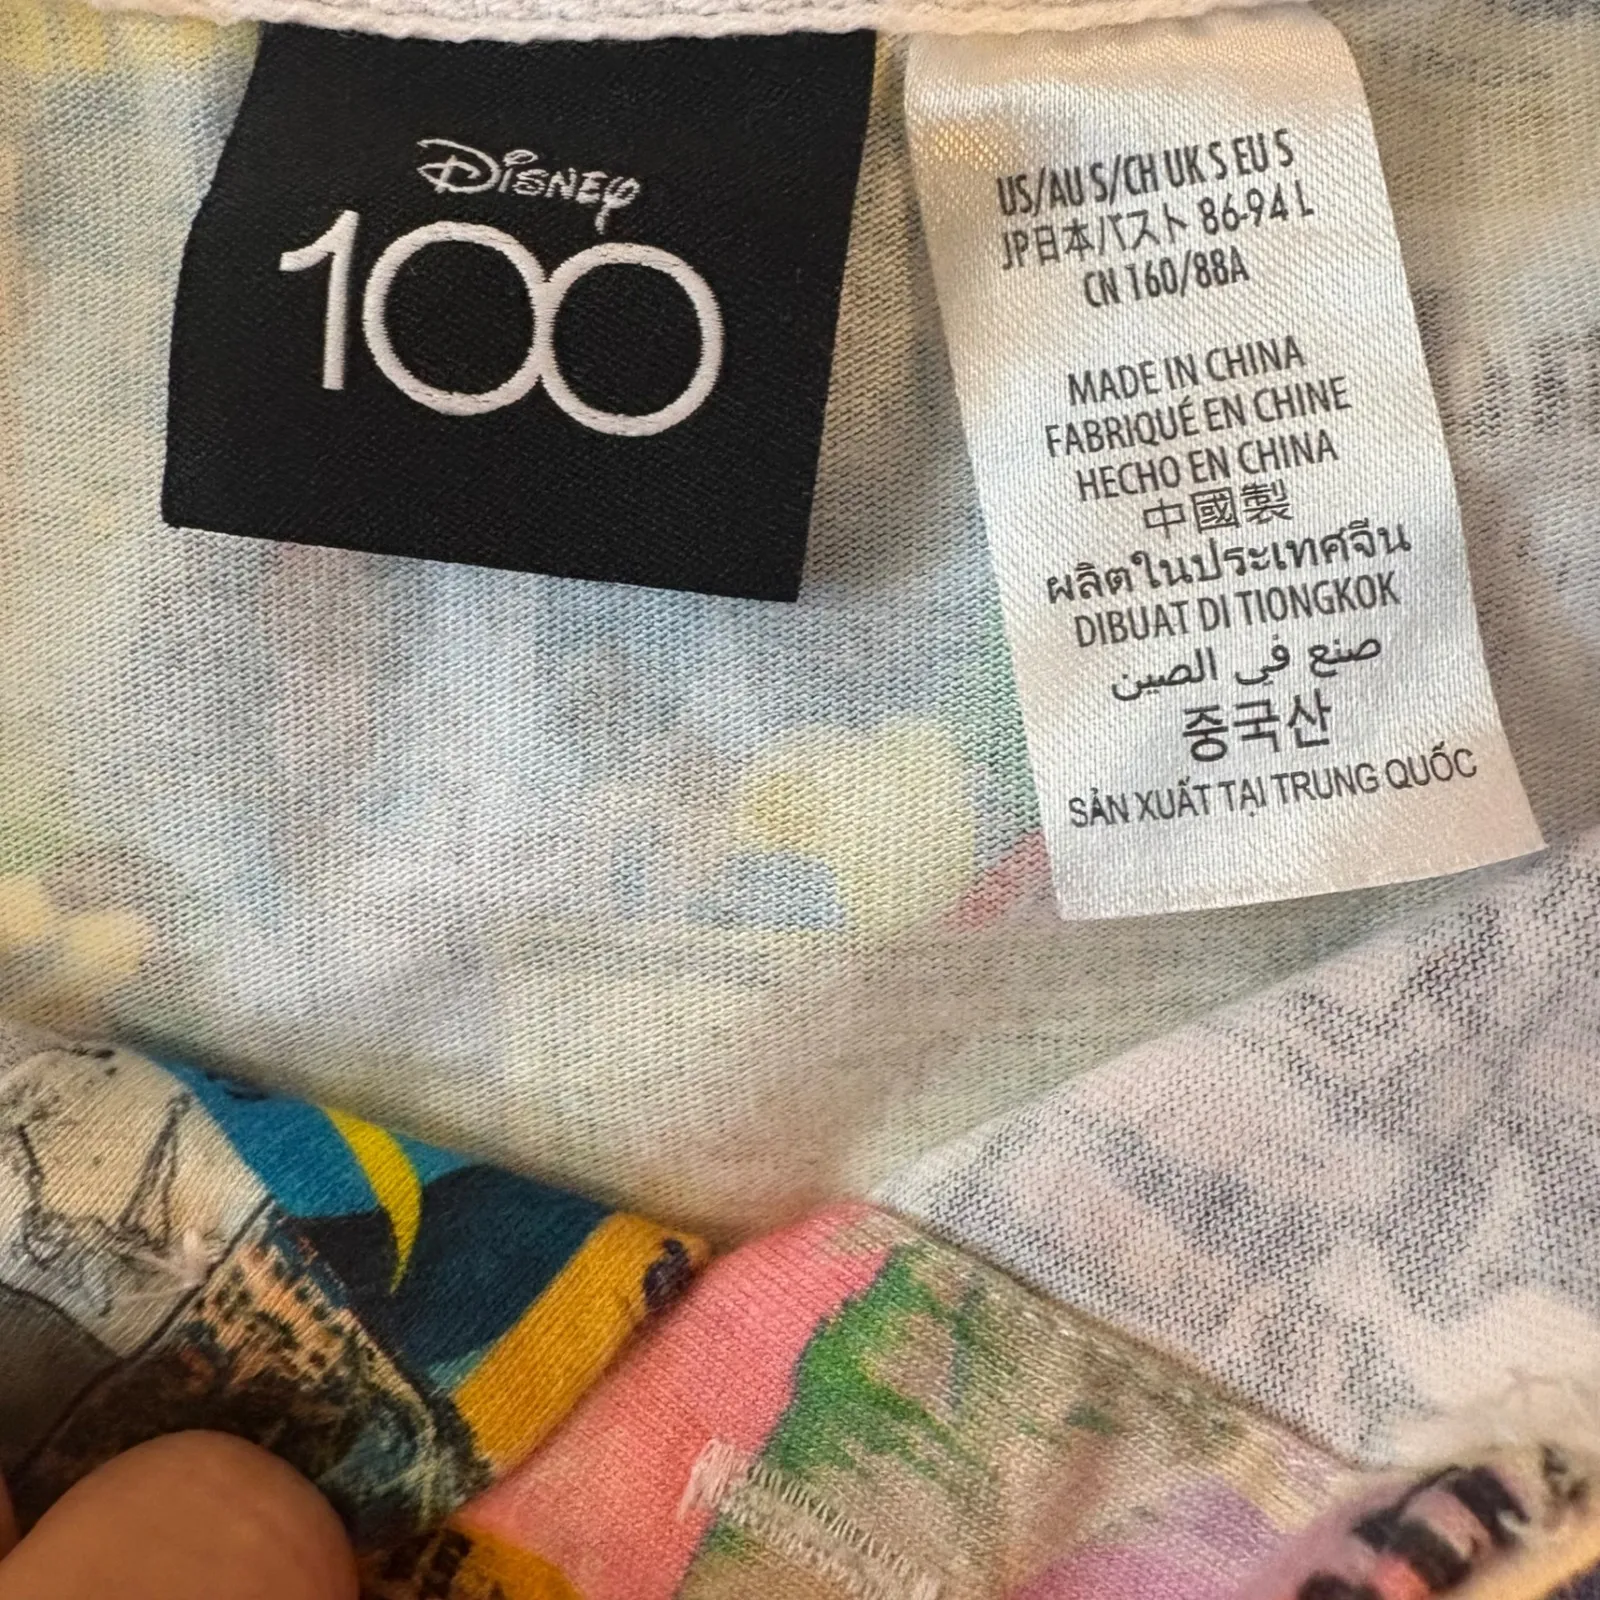 Disney
100
US/AU S/CH UK S EU S
JP日本バスト 86-94 L
CN 160/88A
MADE IN CHINA
FABRIQUÉ EN CHINE
HECHO EN CHINA
中國製
ผลิตในประเทศจีน
DIBUAT DI TIONGKOK
صنع في الصين
중국산
SẢN XUẤT TẠI TRUNG QUỐC